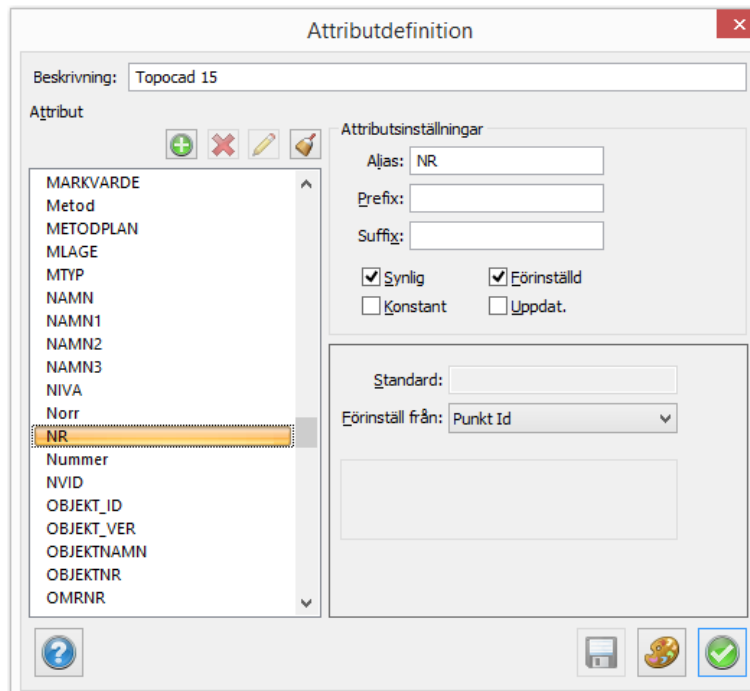 Attributdefinition
Beskrivning: Topocad 15
Attribut
Attributsinställningar
Alias: NR
Prefix:
Suffix:
Synlig
Förinställd
Konstant
Uppdat.
MARKVARDE
Metod
METODPLAN
MLAGE
MTYP
NAMN
NAMN1
NAMN2
NAMN3
NIVA
Norr
NR
Nummer
NVID
OBJEKT_ID
OBJEKT_VER
OBJEKTNAMN
OBJEKTNR
OMRNR
Standard:
Förinställ från: Punkt Id